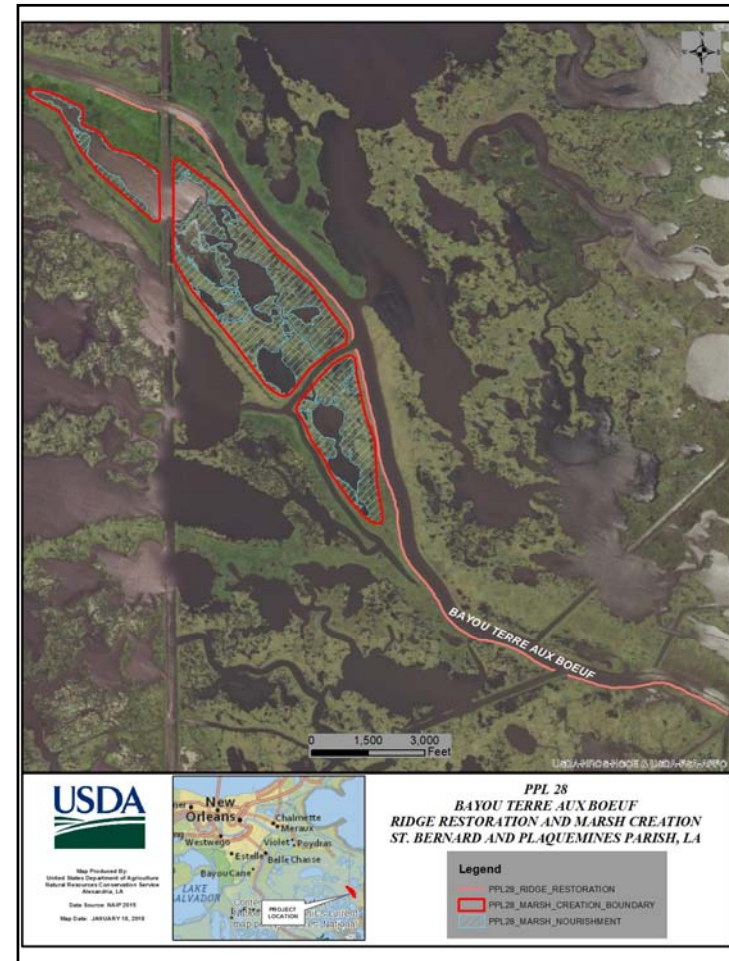 N
BAYOU TERRE AUX BOEUF
0 1,500 3,000
Feet
USDA
Map Produced By:
United States Department of Agriculture
Natural Resources Conservation Service
Alexandria, LA
Data Source: NAIP 2015
Map Date: JANUARY 18, 2018
New
Orleans
Chalmette
Meraux
Westwego
Violet
Poydras
Estelle
Belle Chasse
Bayou Cane
LAKE
SALVADOR
PROJECT
LOCATION
PPL 28
BAYOU TERRE AUX BOEUF
RIDGE RESTORATION AND MARSH CREATION
ST. BERNARD AND PLAQUEMINES PARISH, LA
Legend
PPL28_RIDGE_RESTORATION
PPL28_MARSH_CREATION_BOUNDARY
PPL28_MARSH_NOURISHMENT